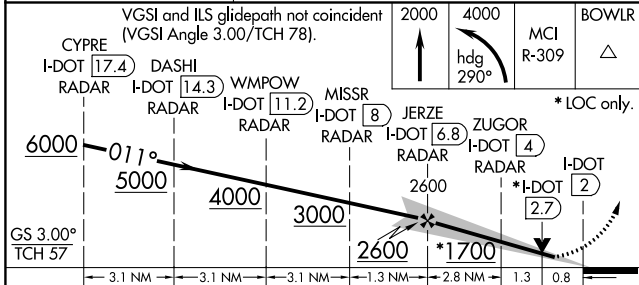 VGSI and ILS glidepath not coincident
(VGSI Angle 3.00/TCH 78).
2000
4000
hdg
290°
MCI
R-309
BOWLR
* LOC only.
CYPRE
I-DOT 17.4
RADAR
DASHI
I-DOT 14.3
RADAR
WMPOW
I-DOT 11.2
RADAR
MISSR
I-DOT 8
RADAR
JERZE
I-DOT 6.8
RADAR
2600
ZUGOR
I-DOT 4
RADAR
*I-DOT
2.7
I-DOT
2
6000
011°
5000
4000
3000
2600
*1700
GS 3.00°
TCH 57
3.1 NM
3.1 NM
3.1 NM
1.3 NM
2.8 NM
1.3
0.8